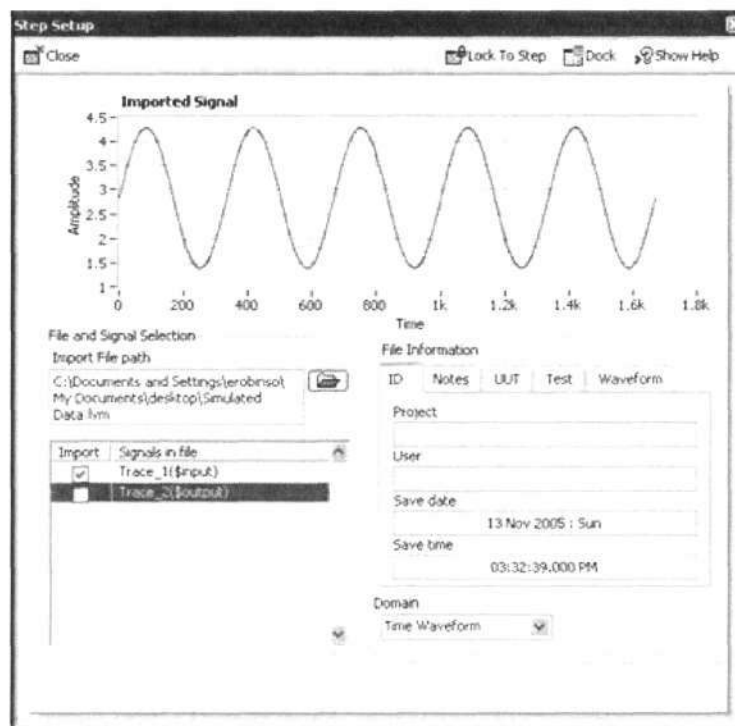 Step Setup
Close Lock To Step Dock Show Help
Imported Signal
4.5
4
3.5
3
2.5
2
1.5
1
Amplitude
0 200 400 600 800 1k 1.2k 1.4k 1.6k 1.8k
Time
File and Signal Selection
Import File path
C:\Documents and Settings\erobinso\
My Documents\desktop\Simulated
Data.lvm
Import Signals in file
Trace_1($input)
Trace_2($output)
File Information
ID Notes UUT Test Waveform
Project
User
Save date
13 Nov 2005 : Sun
Save time
03:32:39.000 PM
Domain
Time Waveform